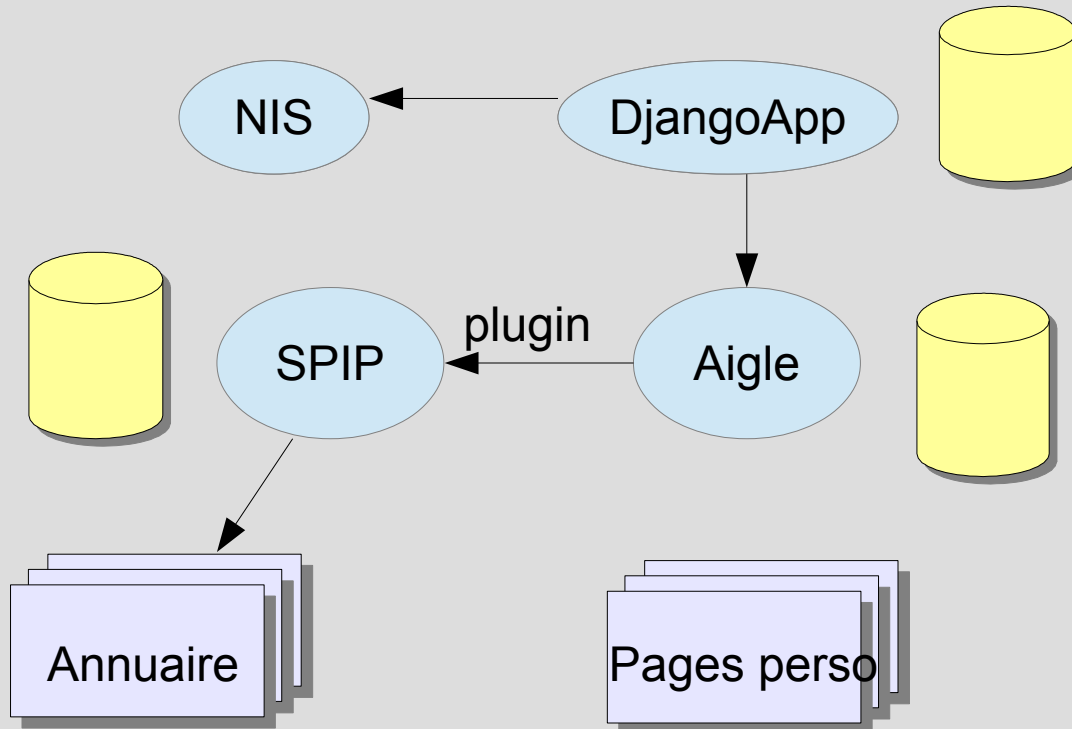 NIS
DjangoApp
plugin
SPIP
Aigle
Annuaire
Pages perso